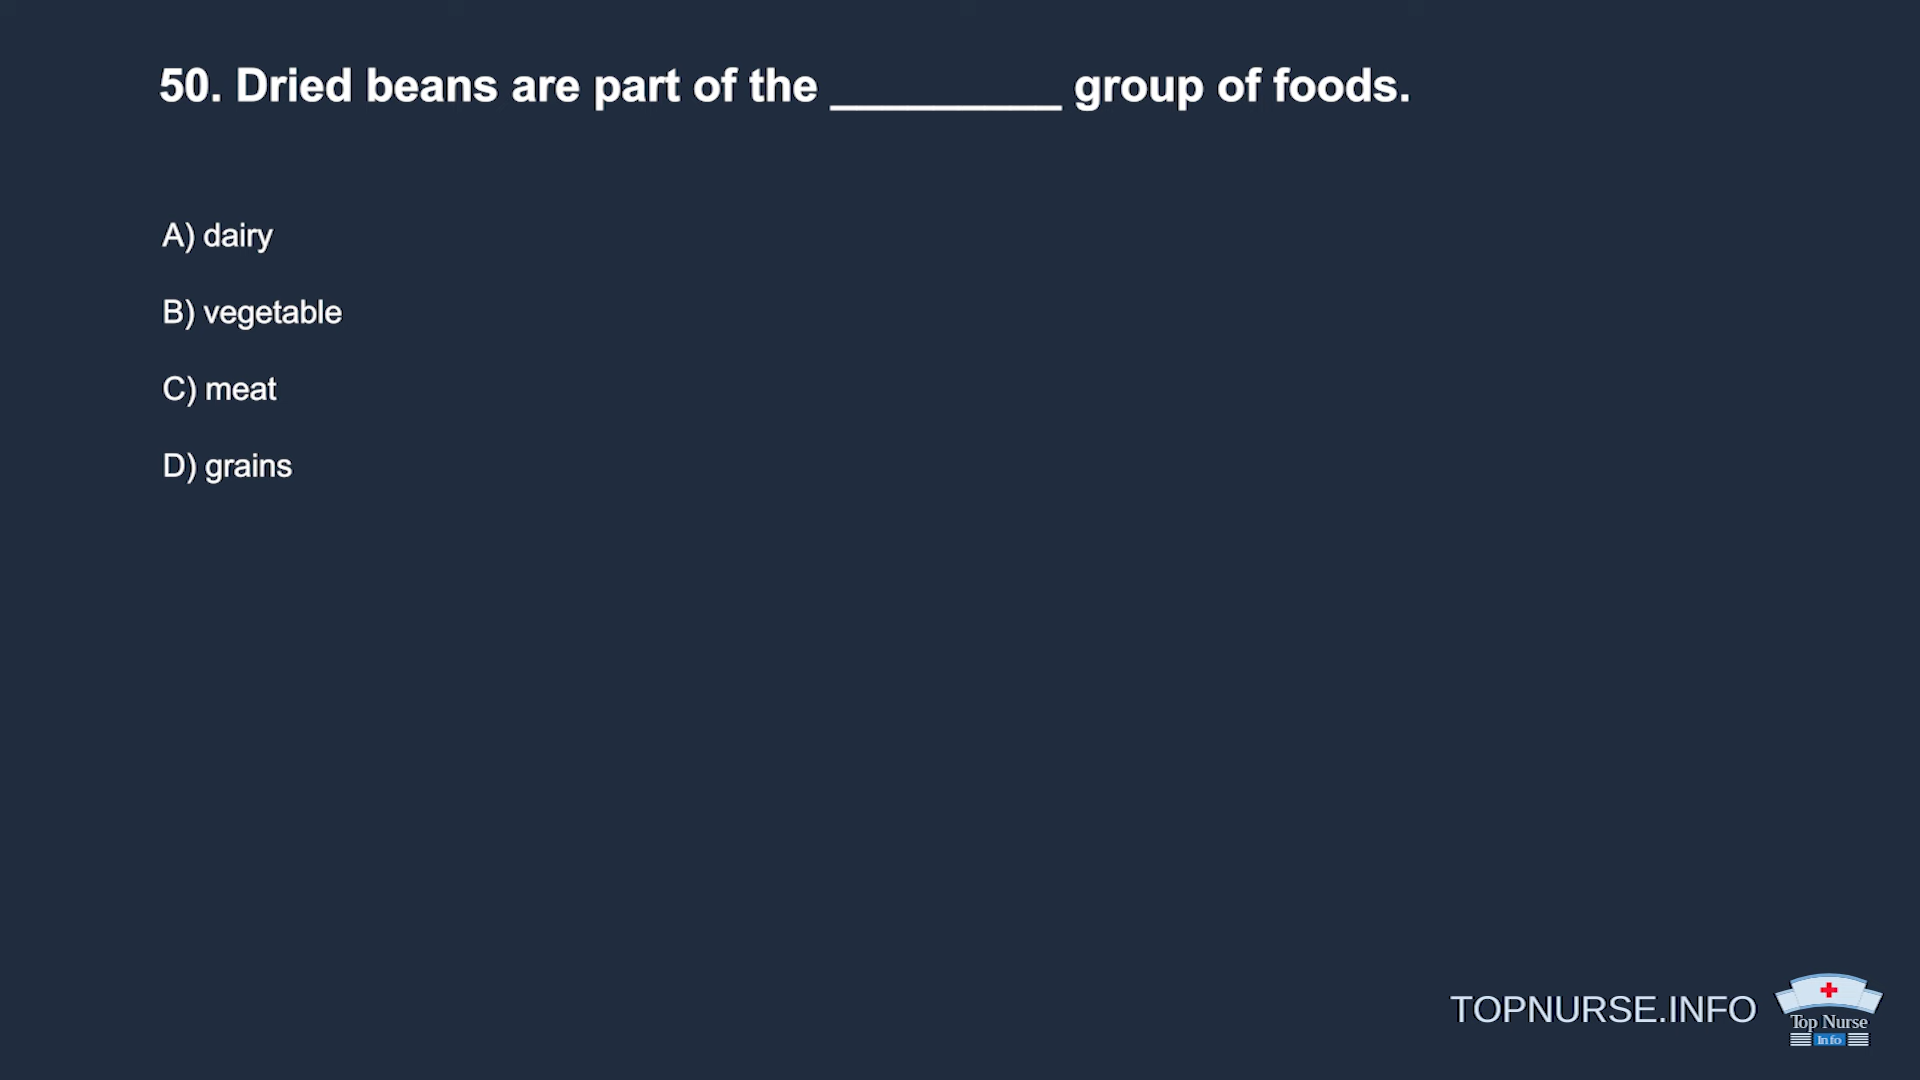 50. Dried beans are part of the _________ group of foods.
A) dairy
B) vegetable
C) meat
D) grains
TOPNURSE.INFO
Top Nurse
Info